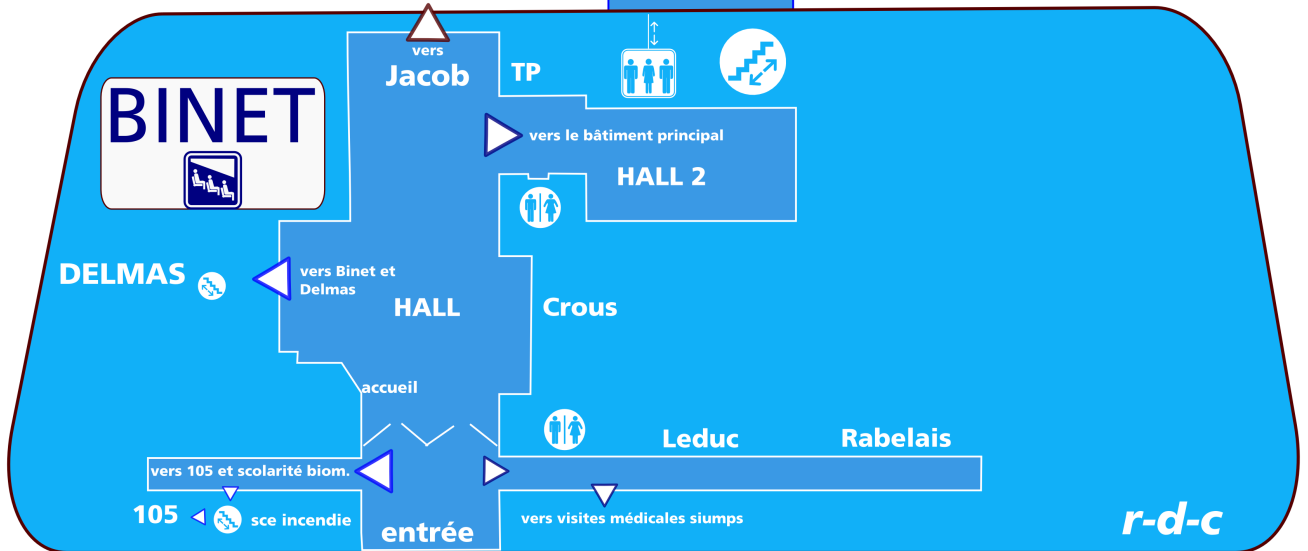 vers
Jacob
TP
BINET
vers le bâtiment principal
HALL 2
DELMAS
vers Binet et
Delmas
HALL
Crous
accueil
Leduc
Rabelais
vers 105 et scolarité biom.
105
sce incendie
entrée
vers visites médicales siumps
r-d-c